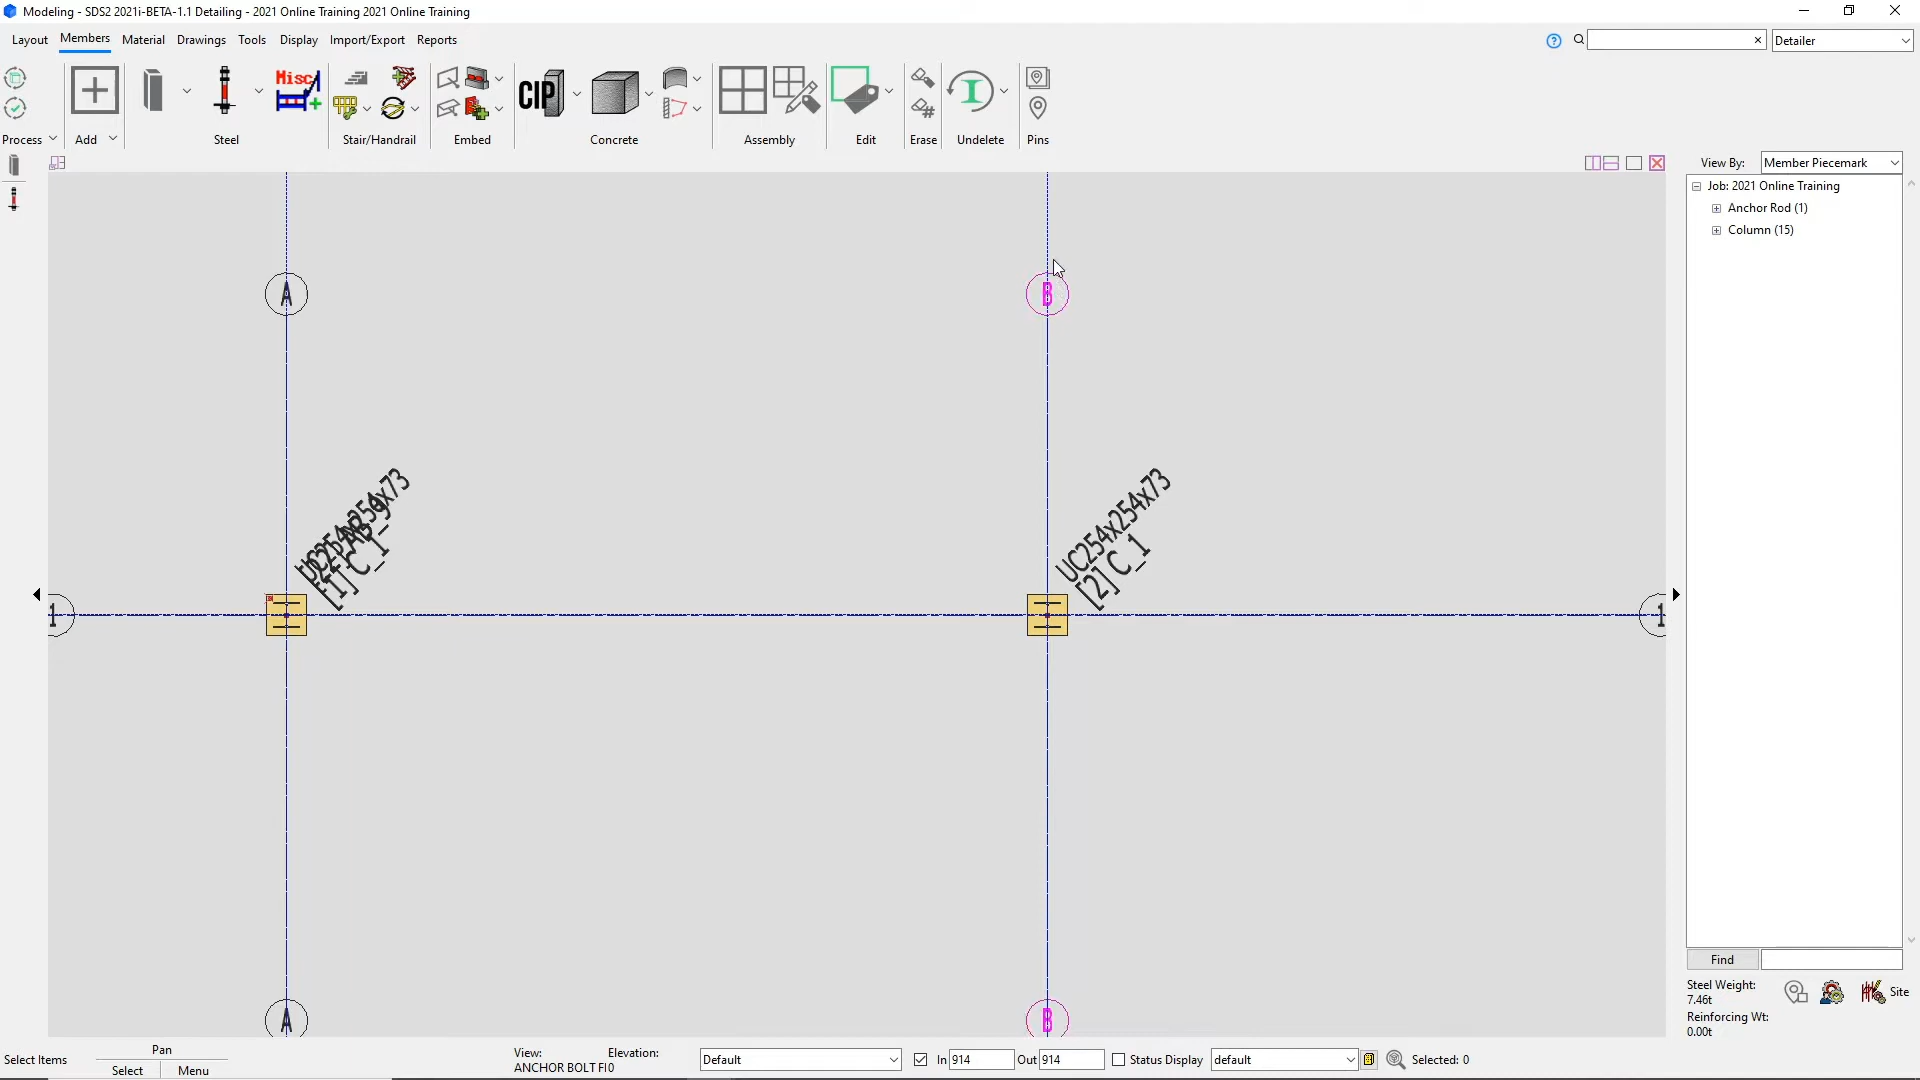 Modeling - SDS2 2021i-BETA-1.1 Detailing - 2021 Online Training 2021 Online Training
Layout Members Material Drawings Tools Display Import/Export Reports
Detailer
Misc
CIP
Process Add Steel Stair/Handrail Embed Concrete Assembly Edit Erase Undelete Pins
View By: Member Piecemark
Job: 2021 Online Training
Anchor Rod (1)
Column (15)
A B
UC254x254x73
[1] C_1
UC254x254x73
[2] C_1
1 1
A B
Find
Steel Weight:
7.46t
Site
Reinforcing Wt:
0.00t
Select Items
Pan
Select Menu
View: Elevation:
ANCHOR BOLT Fl0
Default
In 914 Out 914
Status Display
default
Selected: 0